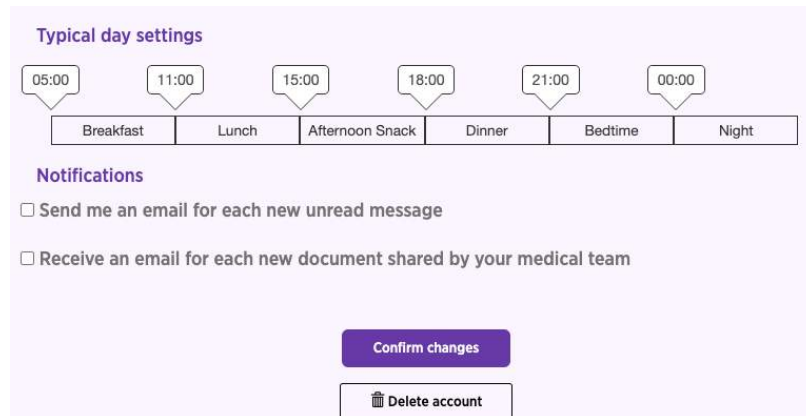 Typical day settings
05:00 11:00 15:00 18:00 21:00 00:00
Breakfast Lunch Afternoon Snack Dinner Bedtime Night
Notifications
Send me an email for each new unread message
Receive an email for each new document shared by your medical team
Confirm changes
Delete account